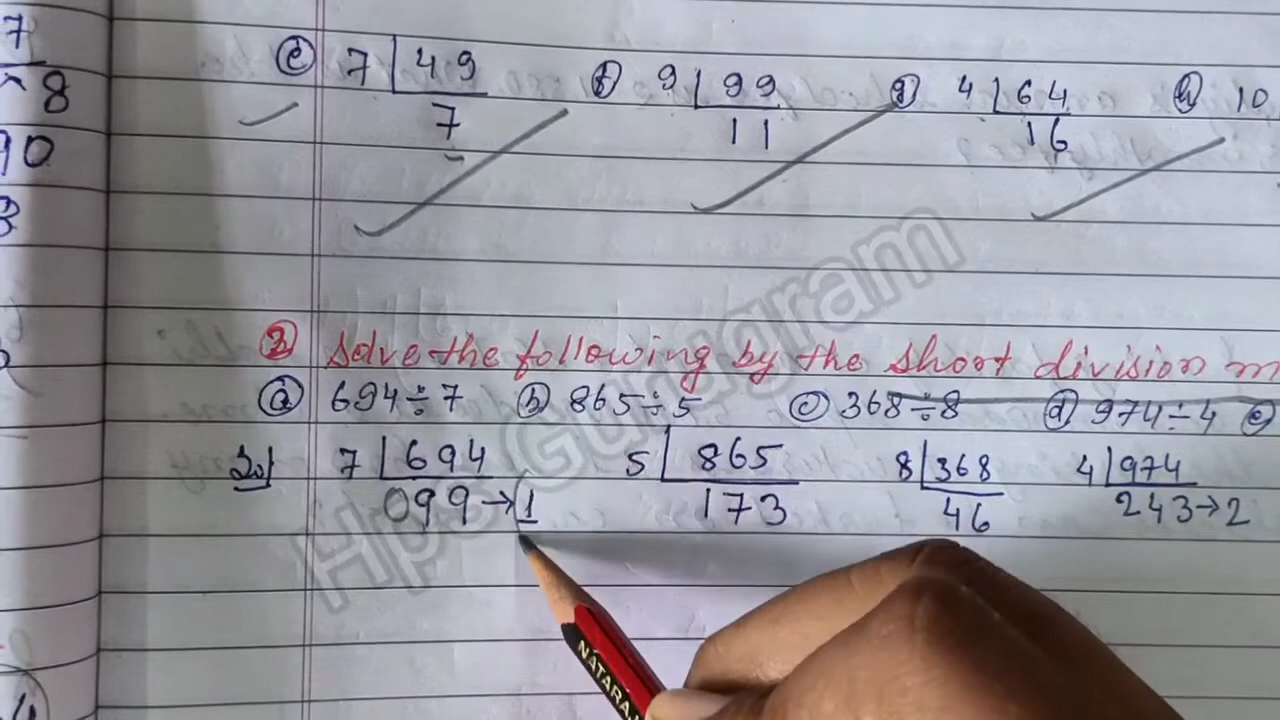 7
8
90
3
e 7 49 f 9 99 g 4 64 h 10
7 11 16
Hps Gurugram
3 Solve the following by the short division m
a 694÷7 b 865÷5 c 368÷8 d 974÷4 e
Sol 7 694 5 865 8 368 4 974
099→1 173 46 243→2
NATARAJ